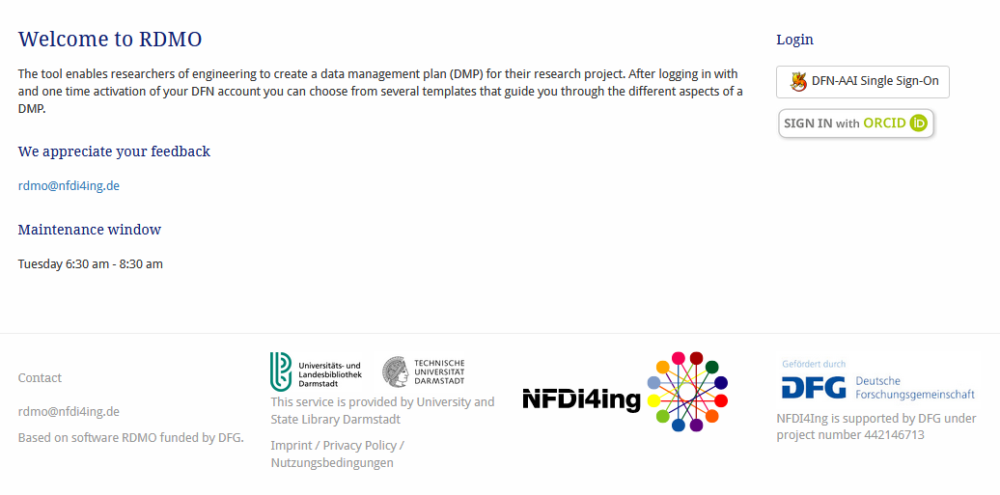 Welcome to RDMO
The tool enables researchers of engineering to create a data management plan (DMP) for their research project. After logging in with
and one time activation of your DFN account you can choose from several templates that guide you through the different aspects of a
DMP.
We appreciate your feedback
rdmo@nfdi4ing.de
Maintenance window
Tuesday 6:30 am - 8:30 am
Login
DFN-AAI Single Sign-On
SIGN IN with ORCID iD
Contact
rdmo@nfdi4ing.de
Based on software RDMO funded by DFG.
Universitäts- und
Landesbibliothek
Darmstadt
TECHNISCHE
UNIVERSITÄT
DARMSTADT
This service is provided by University and
State Library Darmstadt
Imprint / Privacy Policy /
Nutzungsbedingungen
NFDi4ing
Gefördert durch
DFG Deutsche
Forschungsgemeinschaft
NFDI4Ing is supported by DFG under
project number 442146713